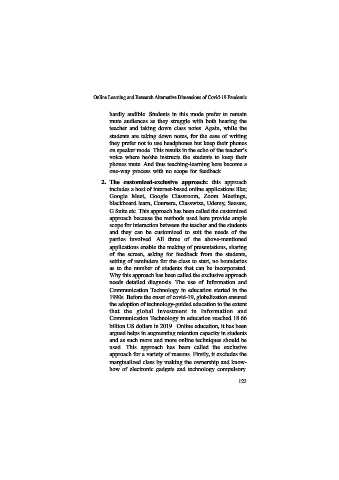 Online Learning and Research Alternative Dimensions of Covid-19 Pandemic
hardly audible. Students in this mode prefer to remain
mute audiences as they struggle with both hearing the
teacher and taking down class notes. Again, while the
students are taking down notes, for the ease of writing
they prefer not to use headphones but keep their phones
on speaker mode. This results in the echo of the teacher's
voice where he/she instructs the students to keep their
phones mute. And thus teaching-learning here become a
one-way process with no scope for feedback.
2. The customized-exclusive approach: this approach
includes a host of internet-based online applications like;
Google Meet, Google Classroom, Zoom Meetings,
blackboard learn, Coursera, Classwize, Udemy, Seesaw,
G Suite etc. This approach has been called the customized
approach because the methods used here provide ample
scope for interaction between the teacher and the students
and they can be customized to suit the needs of the
parties involved. All three of the above-mentioned
applications enable the making of presentations, sharing
of the screen, asking for feedback from the students,
setting of reminders for the class to start, no boundaries
as to the number of students that can be incorporated.
Why this approach has been called the exclusive approach
needs detailed diagnosis. The use of Information and
Communication Technology in education started in the
1990s. Before the onset of covid-19, globalization ensured
the adoption of technology-guided education to the extent
that the global investment in Information and
Communication Technology in education reached 18.66
billion US dollars in 2019. Online education, it has been
argued helps in augmenting retention capacity in students
and as such more and more online techniques should be
used. This approach has been called the exclusive
approach for a variety of reasons. Firstly, it excludes the
marginalised class by making the ownership and know-
how of electronic gadgets and technology compulsory.
123